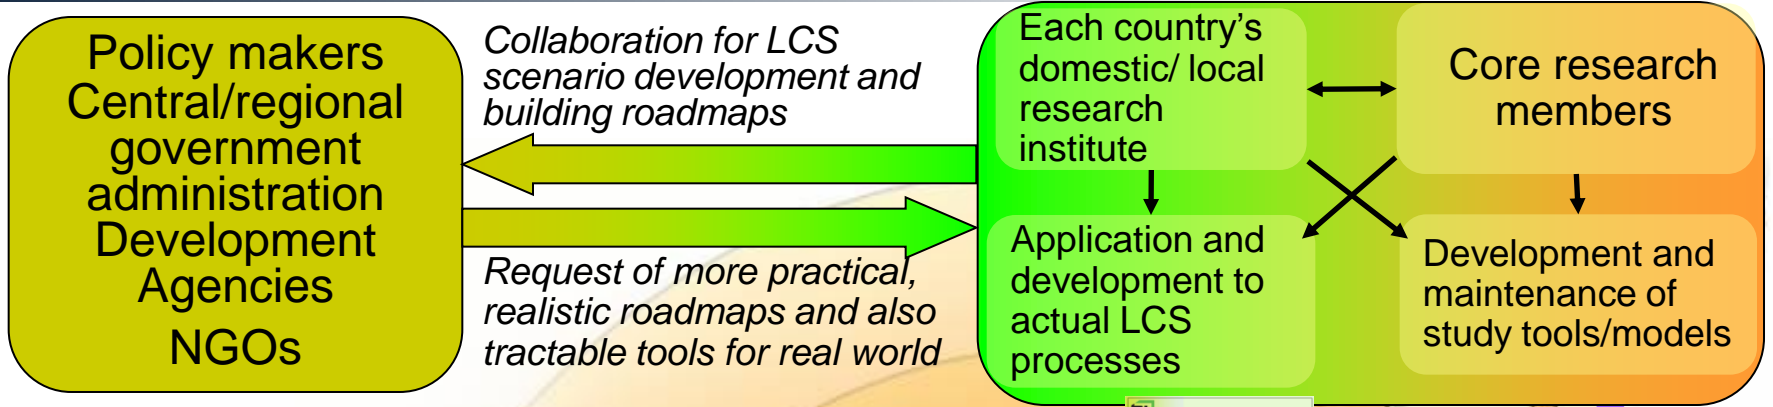 Policy makers
Central/regional
government
administration
Development
Agencies
NGOs
Collaboration for LCS
scenario development and
building roadmaps
Request of more practical,
realistic roadmaps and also
tractable tools for real world
Each country’s
domestic/ local
research
institute
Core research
members
Application and
development to
actual LCS
processes
Development and
maintenance of
study tools/models